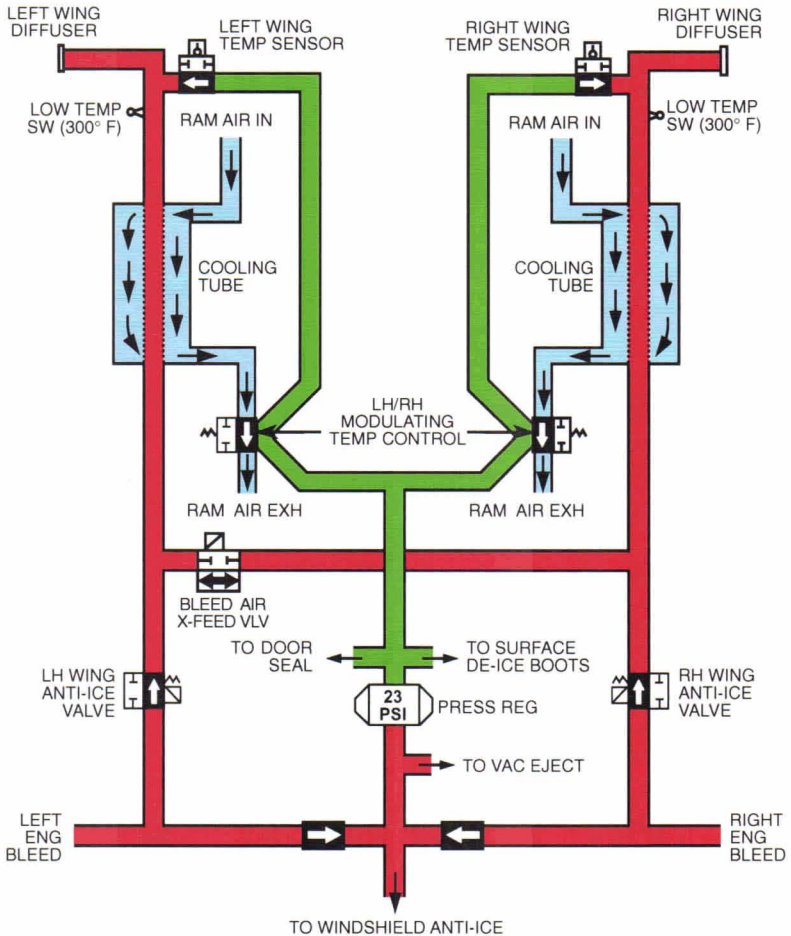 LEFT WING
DIFFUSER
LEFT WING
TEMP SENSOR
RIGHT WING
TEMP SENSOR
RIGHT WING
DIFFUSER
LOW TEMP
SW (300° F)
RAM AIR IN
RAM AIR IN
LOW TEMP
SW (300° F)
COOLING
TUBE
COOLING
TUBE
LH/RH
MODULATING
TEMP CONTROL
RAM AIR EXH
RAM AIR EXH
BLEED AIR
X-FEED VLV
TO DOOR
SEAL
TO SURFACE
DE-ICE BOOTS
LH WING
ANTI-ICE
VALVE
RH WING
ANTI-ICE
VALVE
23
PSI
PRESS REG
TO VAC EJECT
LEFT
ENG
BLEED
RIGHT
ENG
BLEED
TO WINDSHIELD ANTI-ICE